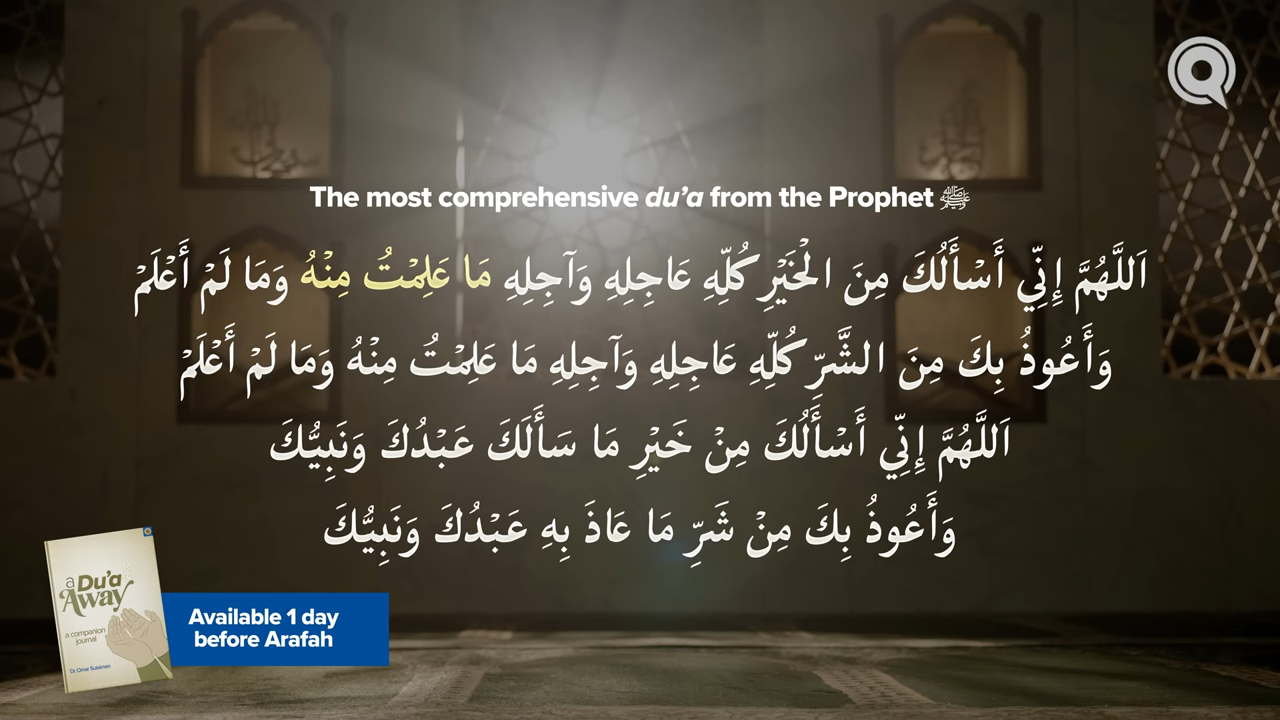 The most comprehensive du’a from the Prophet ﷺ
اَللَّهُمَّ إِنِّي أَسْأَلُكَ مِنَ الْخَيْرِ كُلِّهِ عَاجِلِهِ وَآجِلِهِ مَا عَلِمْتُ مِنْهُ وَمَا لَمْ أَعْلَمْ
وَأَعُوذُ بِكَ مِنَ الشَّرِّ كُلِّهِ عَاجِلِهِ وَآجِلِهِ مَا عَلِمْتُ مِنْهُ وَمَا لَمْ أَعْلَمْ
اَللَّهُمَّ إِنِّي أَسْأَلُكَ مِنْ خَيْرِ مَا سَأَلَكَ عَبْدُكَ وَنَبِيُّكَ
وَأَعُوذُ بِكَ مِنْ شَرِّ مَا عَاذَ بِهِ عَبْدُكَ وَنَبِيُّكَ
a Du’a
Away
a companion
journal
Dr. Omar Suleiman
Available 1 day
before Arafah